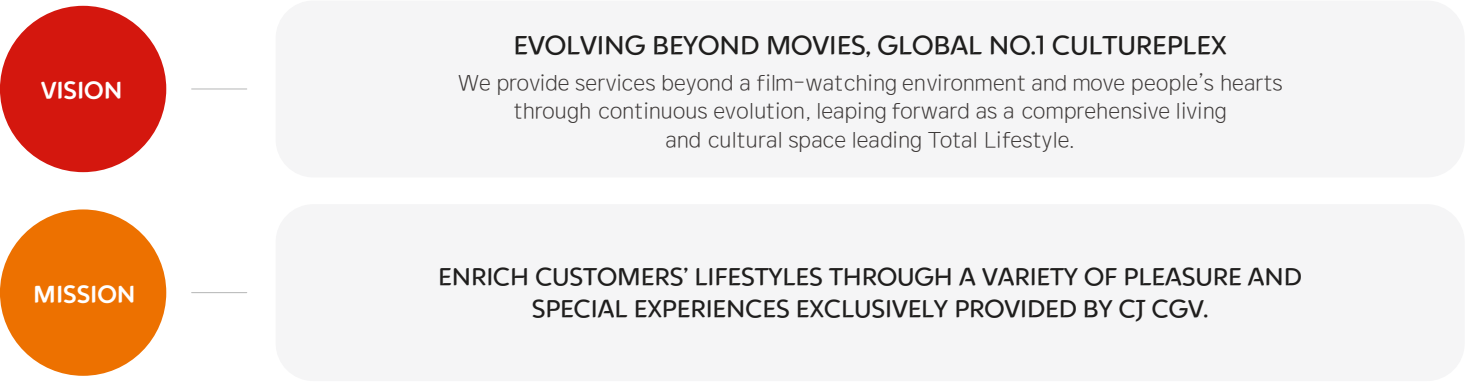 VISION
EVOLVING BEYOND MOVIES, GLOBAL NO.1 CULTUREPLEX
We provide services beyond a film-watching environment and move people's hearts
through continuous evolution, leaping forward as a comprehensive living
and cultural space leading Total Lifestyle.
MISSION
ENRICH CUSTOMERS' LIFESTYLES THROUGH A VARIETY OF PLEASURE AND
SPECIAL EXPERIENCES EXCLUSIVELY PROVIDED BY CJ CGV.